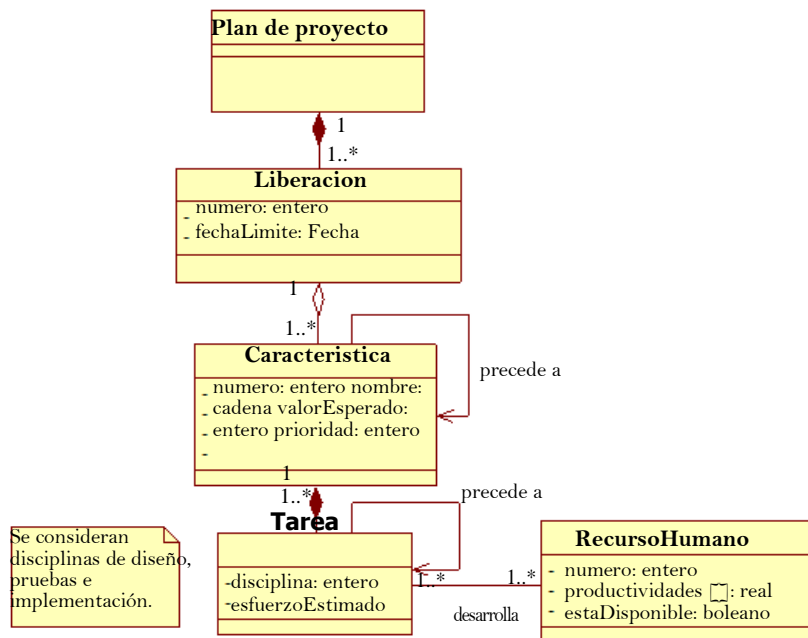 Plan de proyecto
1
1..*
Liberacion
- numero: entero
- fechaLimite: Fecha
1
1..*
Caracteristica
- numero: entero nombre:
- cadena valorEsperado:
- entero prioridad: entero
-
precede a
1
1..*
precede a
Tarea
-disciplina: entero
-esfuerzoEstimado
1..*
1..*
desarrolla
RecursoHumano
- numero: entero
- productividades []: real
- estaDisponible: boleano
Se consideran
disciplinas de diseño,
pruebas e
implementación.